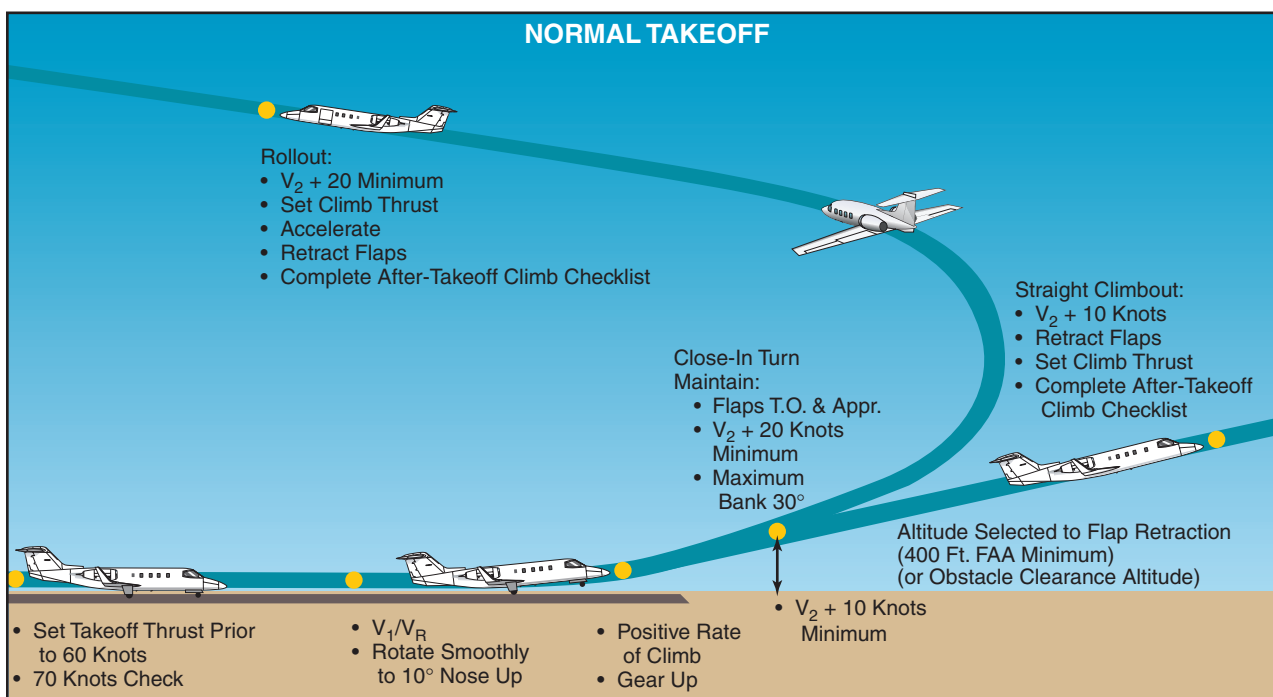 NORMAL TAKEOFF
Rollout:
• V₂ + 20 Minimum
• Set Climb Thrust
• Accelerate
• Retract Flaps
• Complete After-Takeoff Climb Checklist
Straight Climbout:
• V₂ + 10 Knots
• Retract Flaps
• Set Climb Thrust
• Complete After-Takeoff
Climb Checklist
Close-In Turn
Maintain:
• Flaps T.O. & Appr.
• V₂ + 20 Knots
Minimum
• Maximum
Bank 30°
Altitude Selected to Flap Retraction
(400 Ft. FAA Minimum)
(or Obstacle Clearance Altitude)
• Set Takeoff Thrust Prior
to 60 Knots
• 70 Knots Check
• V₁/V_R
• Rotate Smoothly
to 10° Nose Up
• Positive Rate
of Climb
• Gear Up
• V₂ + 10 Knots
Minimum